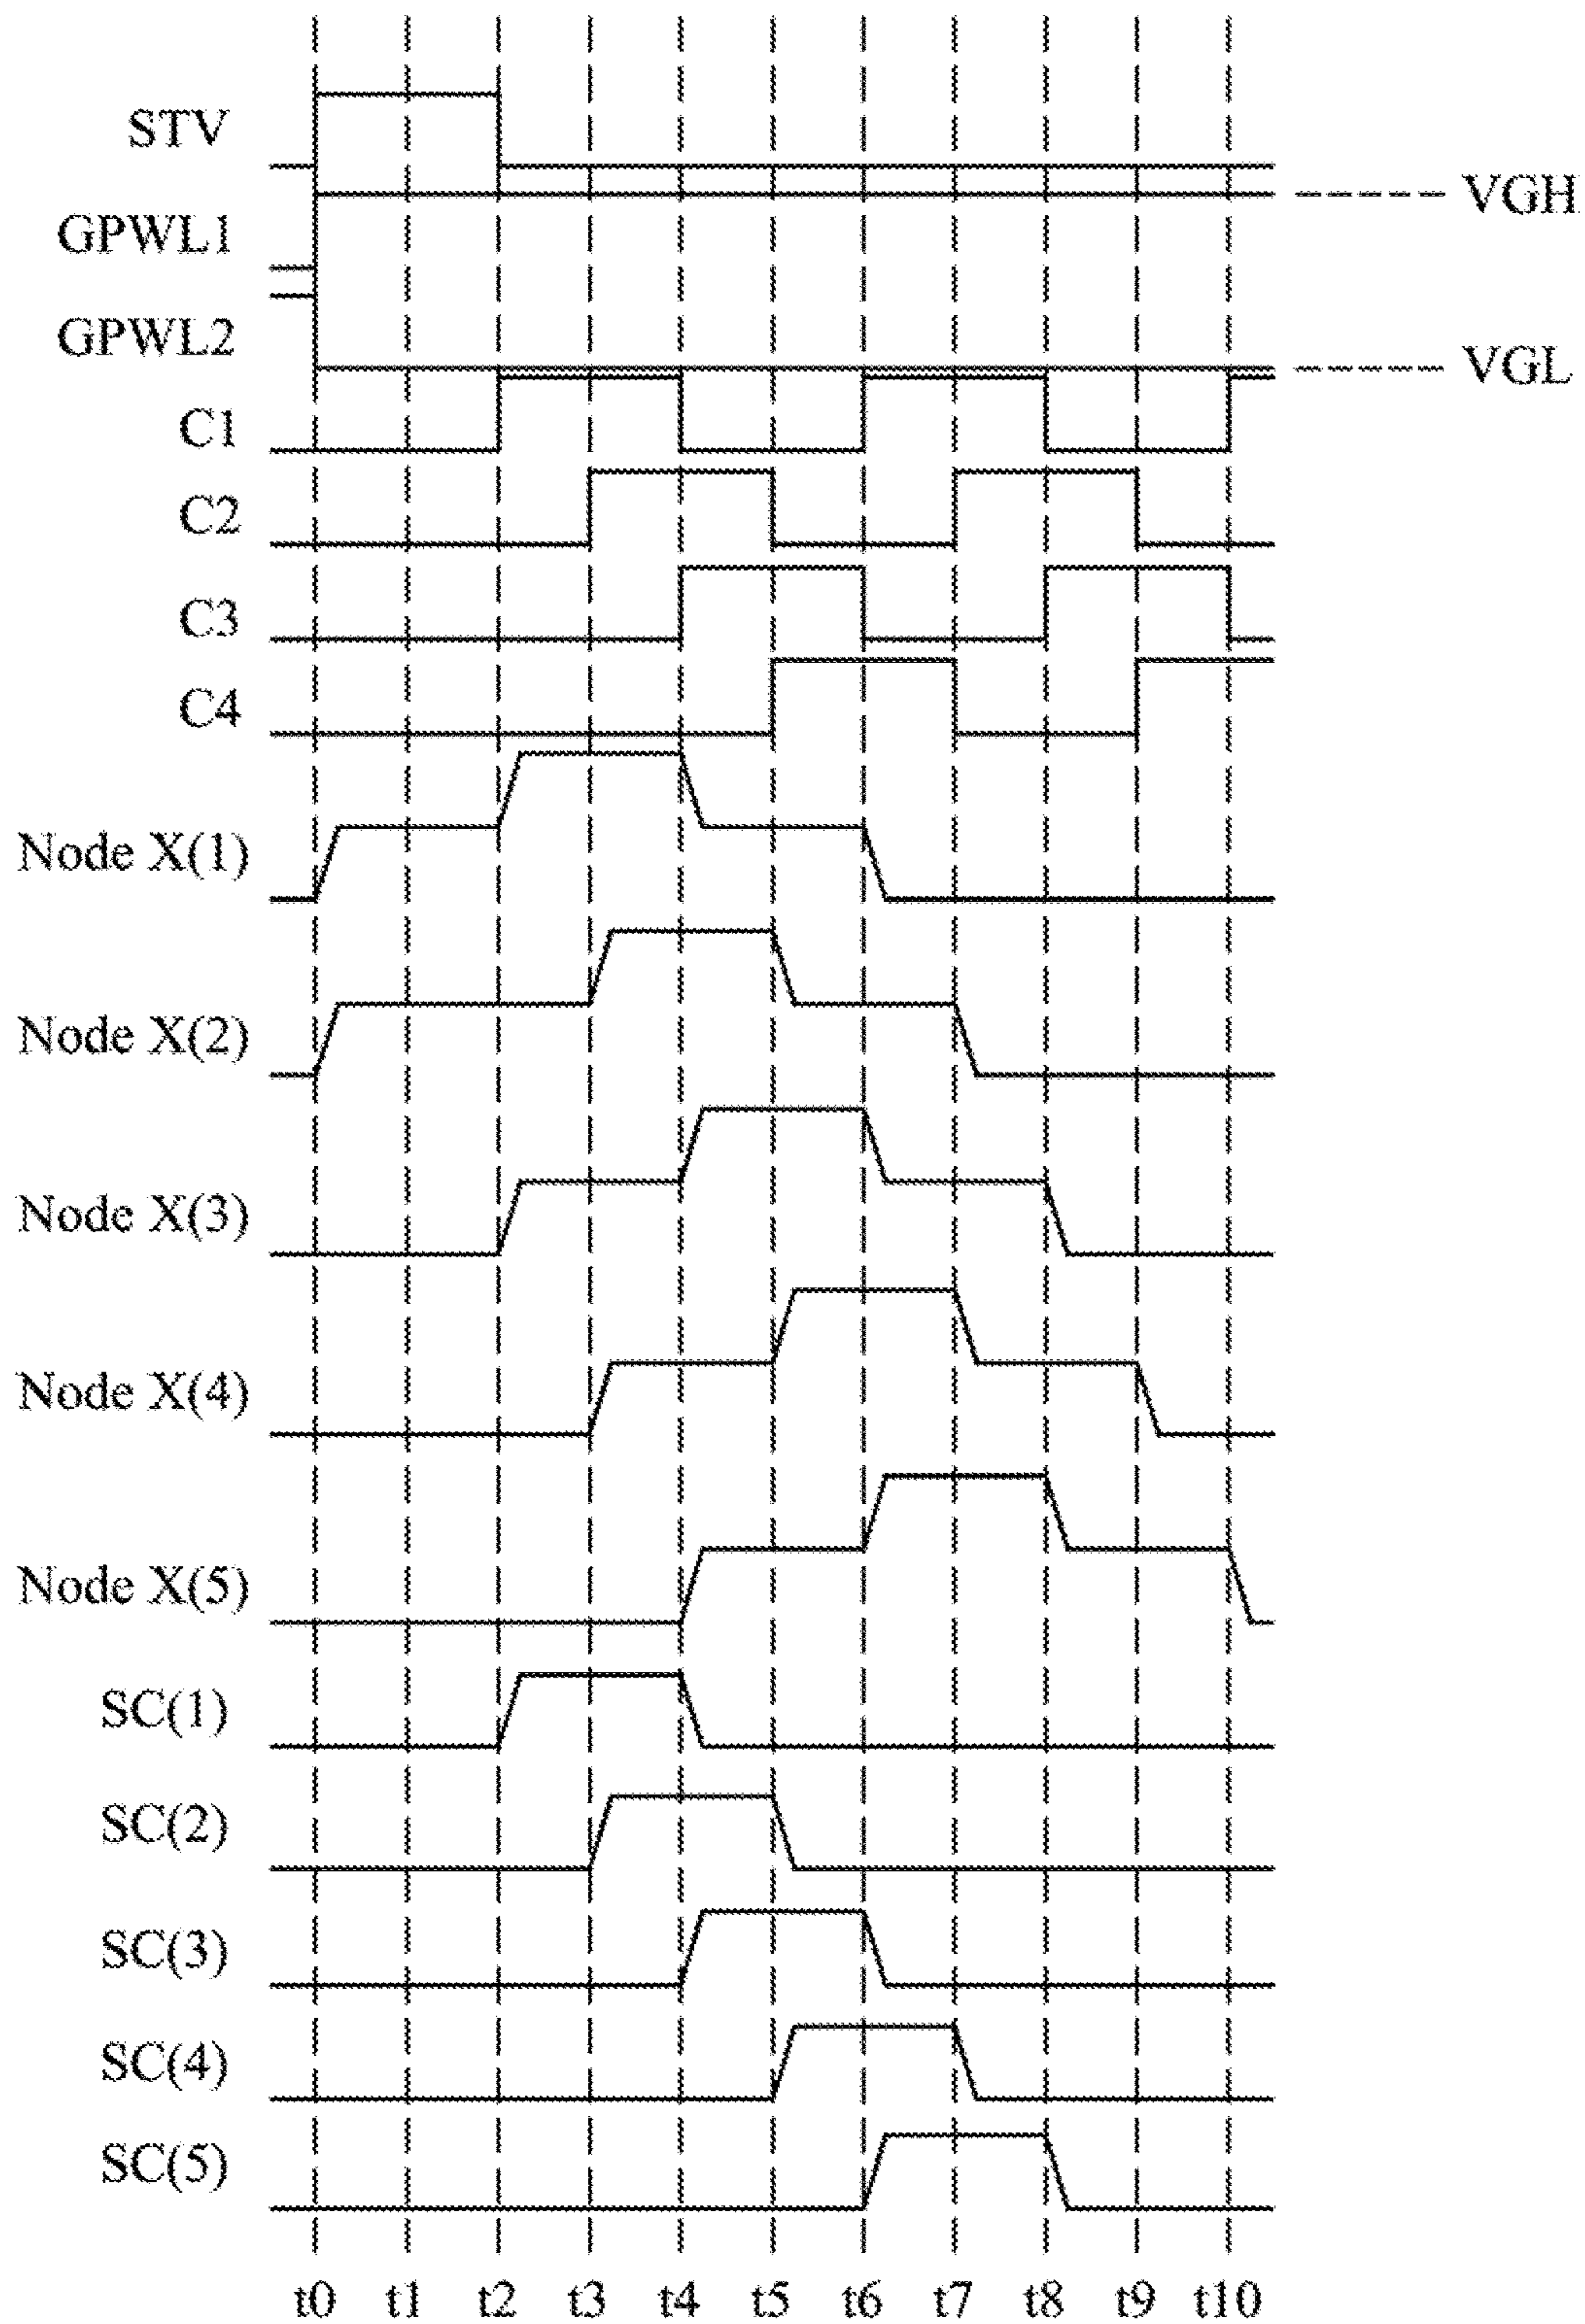 STV
VGH
GPWL1
GPWL2
VGL
C1
C2
C3
C4
Node X(1)
Node X(2)
Node X(3)
Node X(4)
Node X(5)
SC(1)
SC(2)
SC(3)
SC(4)
SC(5)
t0 t1 t2 t3 t4 t5 t6 t7 t8 t9 t10